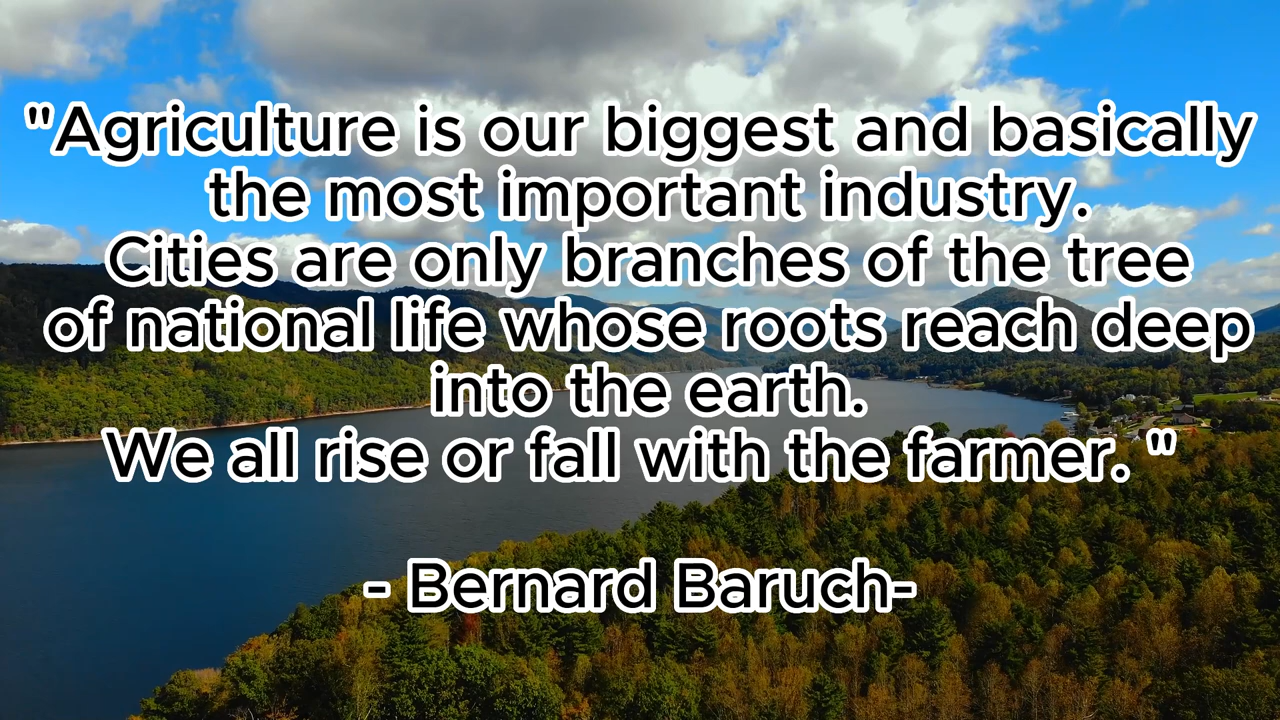 "Agriculture is our biggest and basically
the most important industry.
Cities are only branches of the tree
of national life whose roots reach deep
into the earth.
We all rise or fall with the farmer. "
- Bernard Baruch-